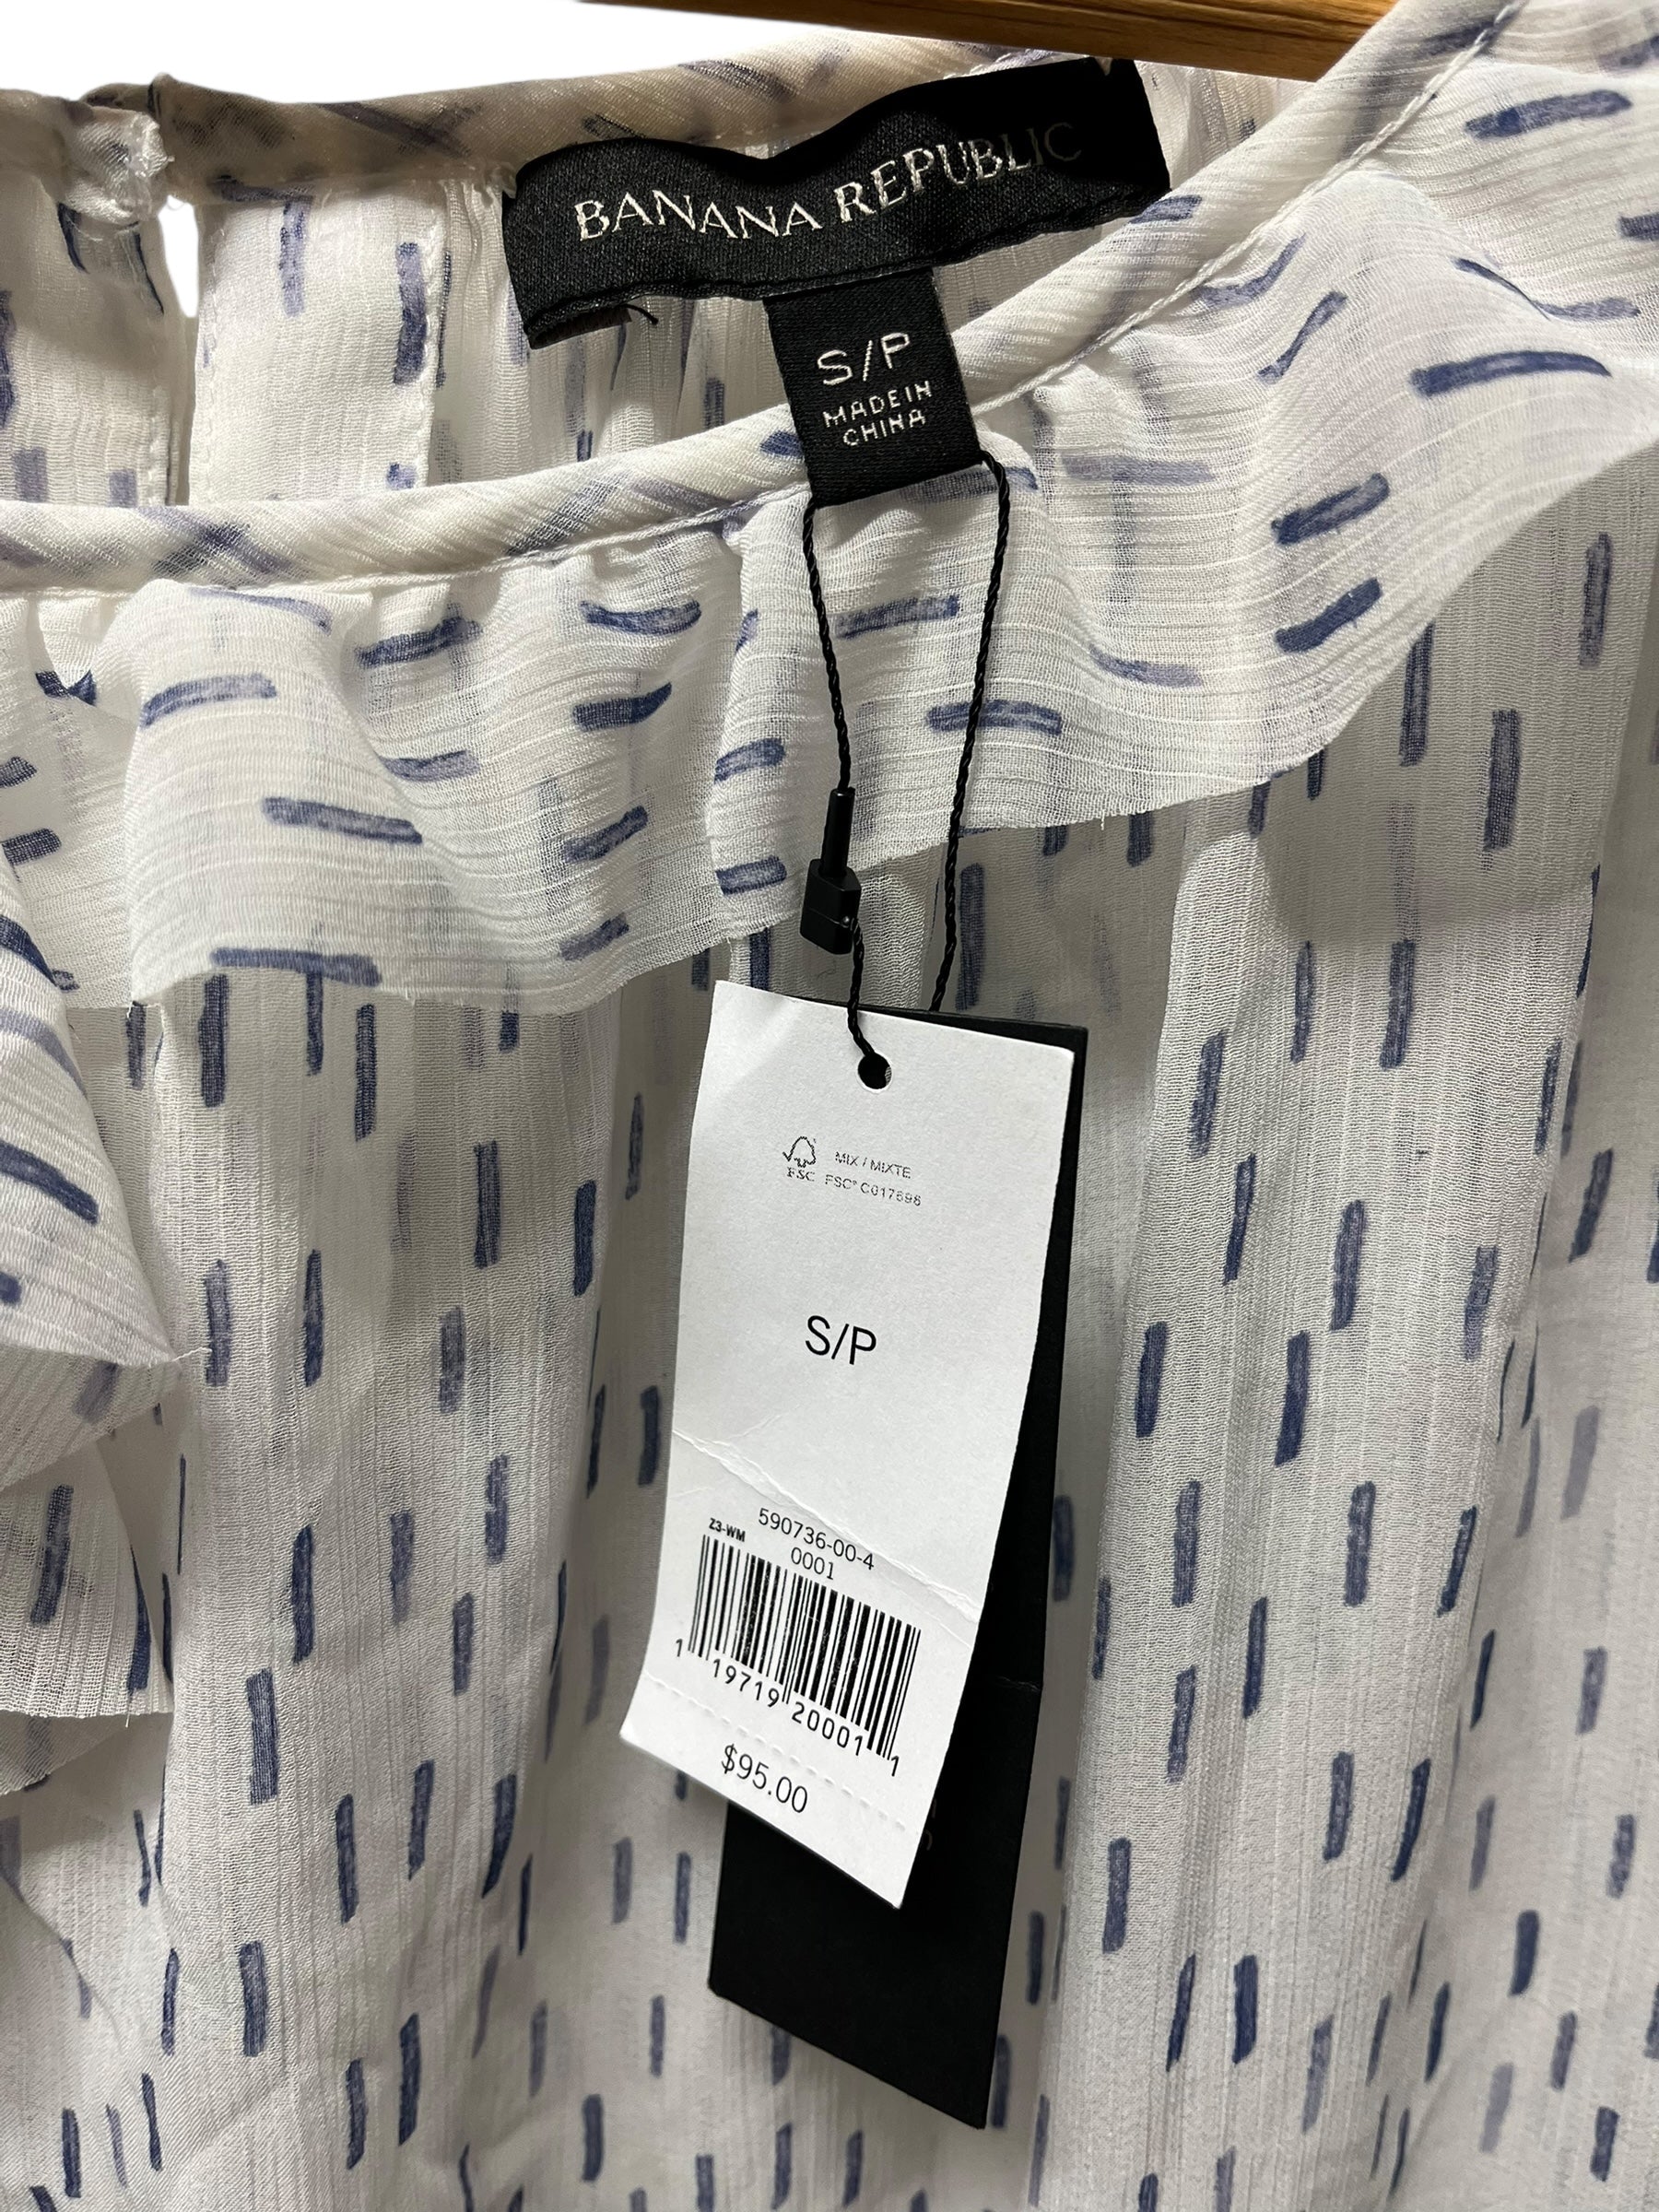 BANANA REPUBLIC
S/P
MADE IN
CHINA
MIX / MIXTE
FSC FSC® C017698
S/P
590736-00-4
Z3-WM 0001
1 19719 20001 1
$95.00